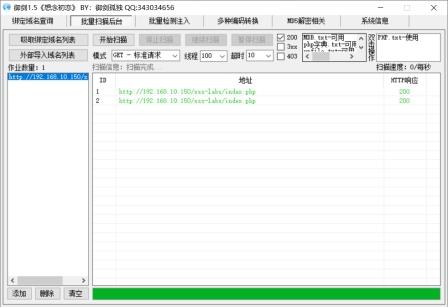 御剑1.5《悲命初恋》 BY：御剑孤独 QQ:343034656
绑定域名查询 批量扫描后台 批量检测注入 多种编码转换 MD5解密相关 系统信息
吸取绑定域名列表 开始扫描 停止扫描 继续扫描 暂停扫描 200 3xx 403
MDB.txt-可用
php字典.txt-可用
双击操作
PHP.txt-使用
外部导入域名列表 模式 GET - 标准请求 线程 100 超时 10
作业数量: 1 扫描信息: 扫描完成... 扫描速度: 0/每秒
http://192.168.10.150/x
ID 地址 HTTP响应
1 http://192.168.10.150/xss-labs/index.php 200
2 http://192.168.10.150/xss-labs/index.php 200
添加 删除 清空